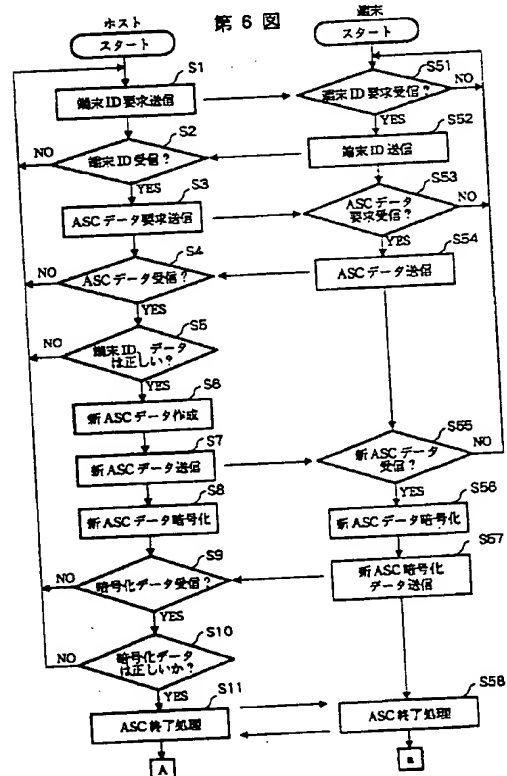 第6図
ホスト
スタート
S1
端末ID要求送信
S2
端末ID受信?
NO
YES
S3
ASCデータ要求送信
S4
ASCデータ受信?
NO
YES
S5
端末ID、データ
は正しい?
NO
YES
S6
新ASCデータ作成
S7
新ASCデータ送信
S8
新ASCデータ暗号化
S9
暗号化データ受信?
NO
YES
S10
暗号化データ
は正しいか?
NO
YES
S11
ASC終了処理
A
端末
スタート
S51
端末ID要求受信?
NO
YES
S52
端末ID送信
S53
ASCデータ
要求受信?
NO
YES
S54
ASCデータ送信
S55
新ASCデータ
受信?
NO
YES
S56
新ASCデータ暗号化
S57
新ASC暗号化
データ送信
S58
ASC終了処理
a